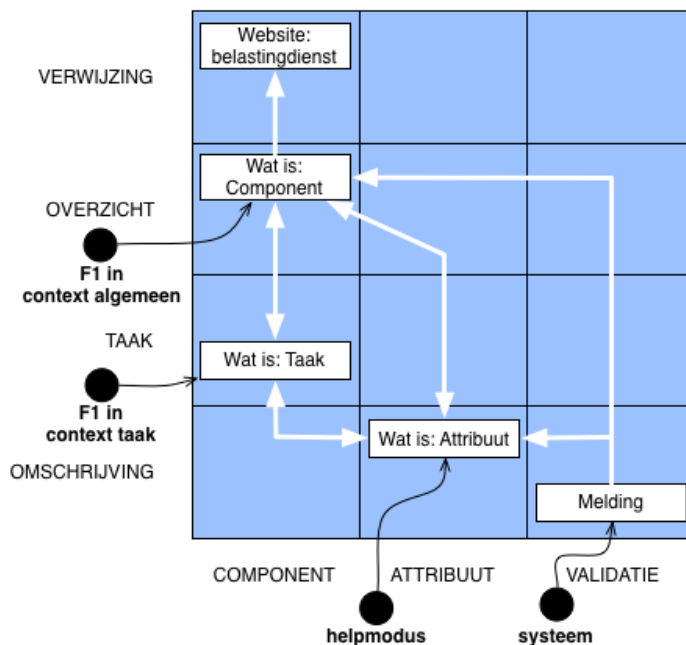 Website:
belastingdienst
VERWIJZING
Wat is:
Component
OVERZICHT
F1 in
context algemeen
TAAK
Wat is: Taak
F1 in
context taak
Wat is: Attribuut
OMSCHRIJVING
Melding
COMPONENT ATTRIBUUT VALIDATIE
helpmodus systeem